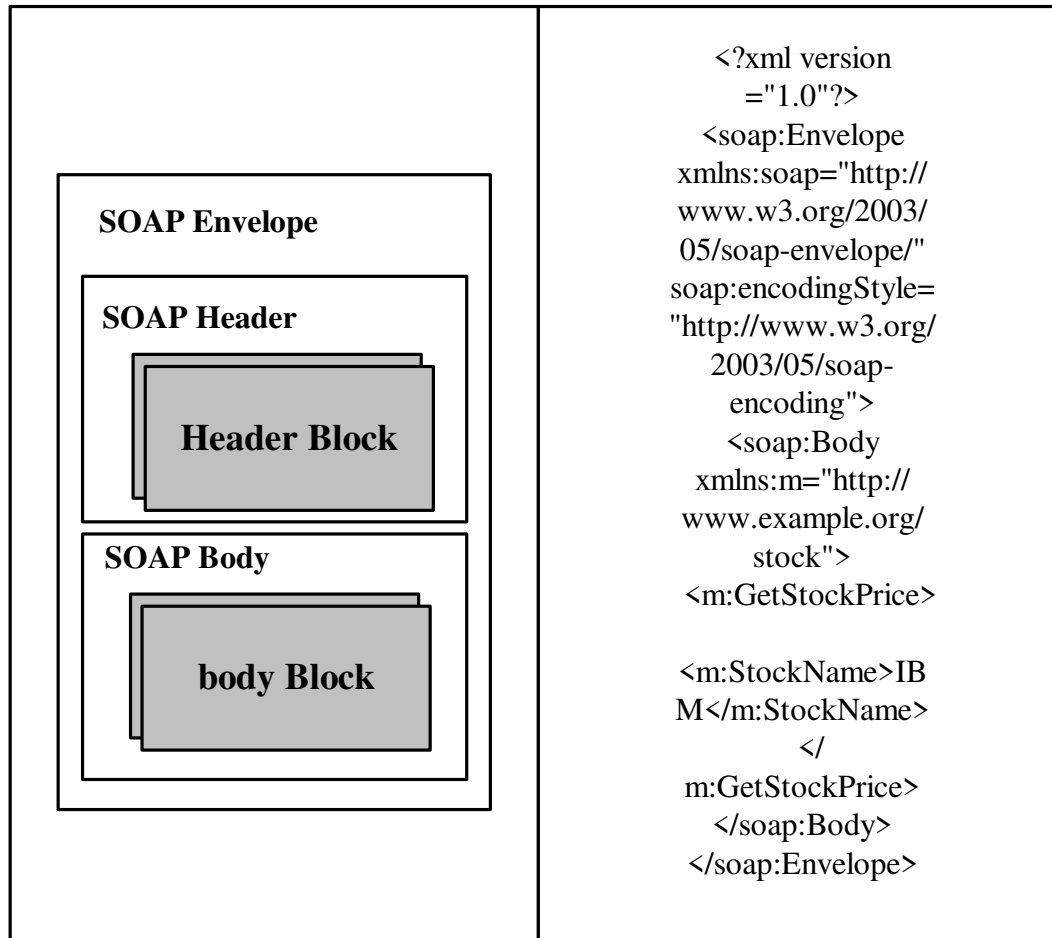 SOAP Envelope
SOAP Header
Header Block
SOAP Body
body Block
<?xml version
="1.0"?>
<soap:Envelope
xmlns:soap="http://
www.w3.org/2003/
05/soap-envelope/"
soap:encodingStyle=
"http://www.w3.org/
2003/05/soap-
encoding">
<soap:Body
xmlns:m="http://
www.example.org/
stock">
<m:GetStockPrice>
<m:StockName>IB
M</m:StockName>
</
m:GetStockPrice>
</soap:Body>
</soap:Envelope>